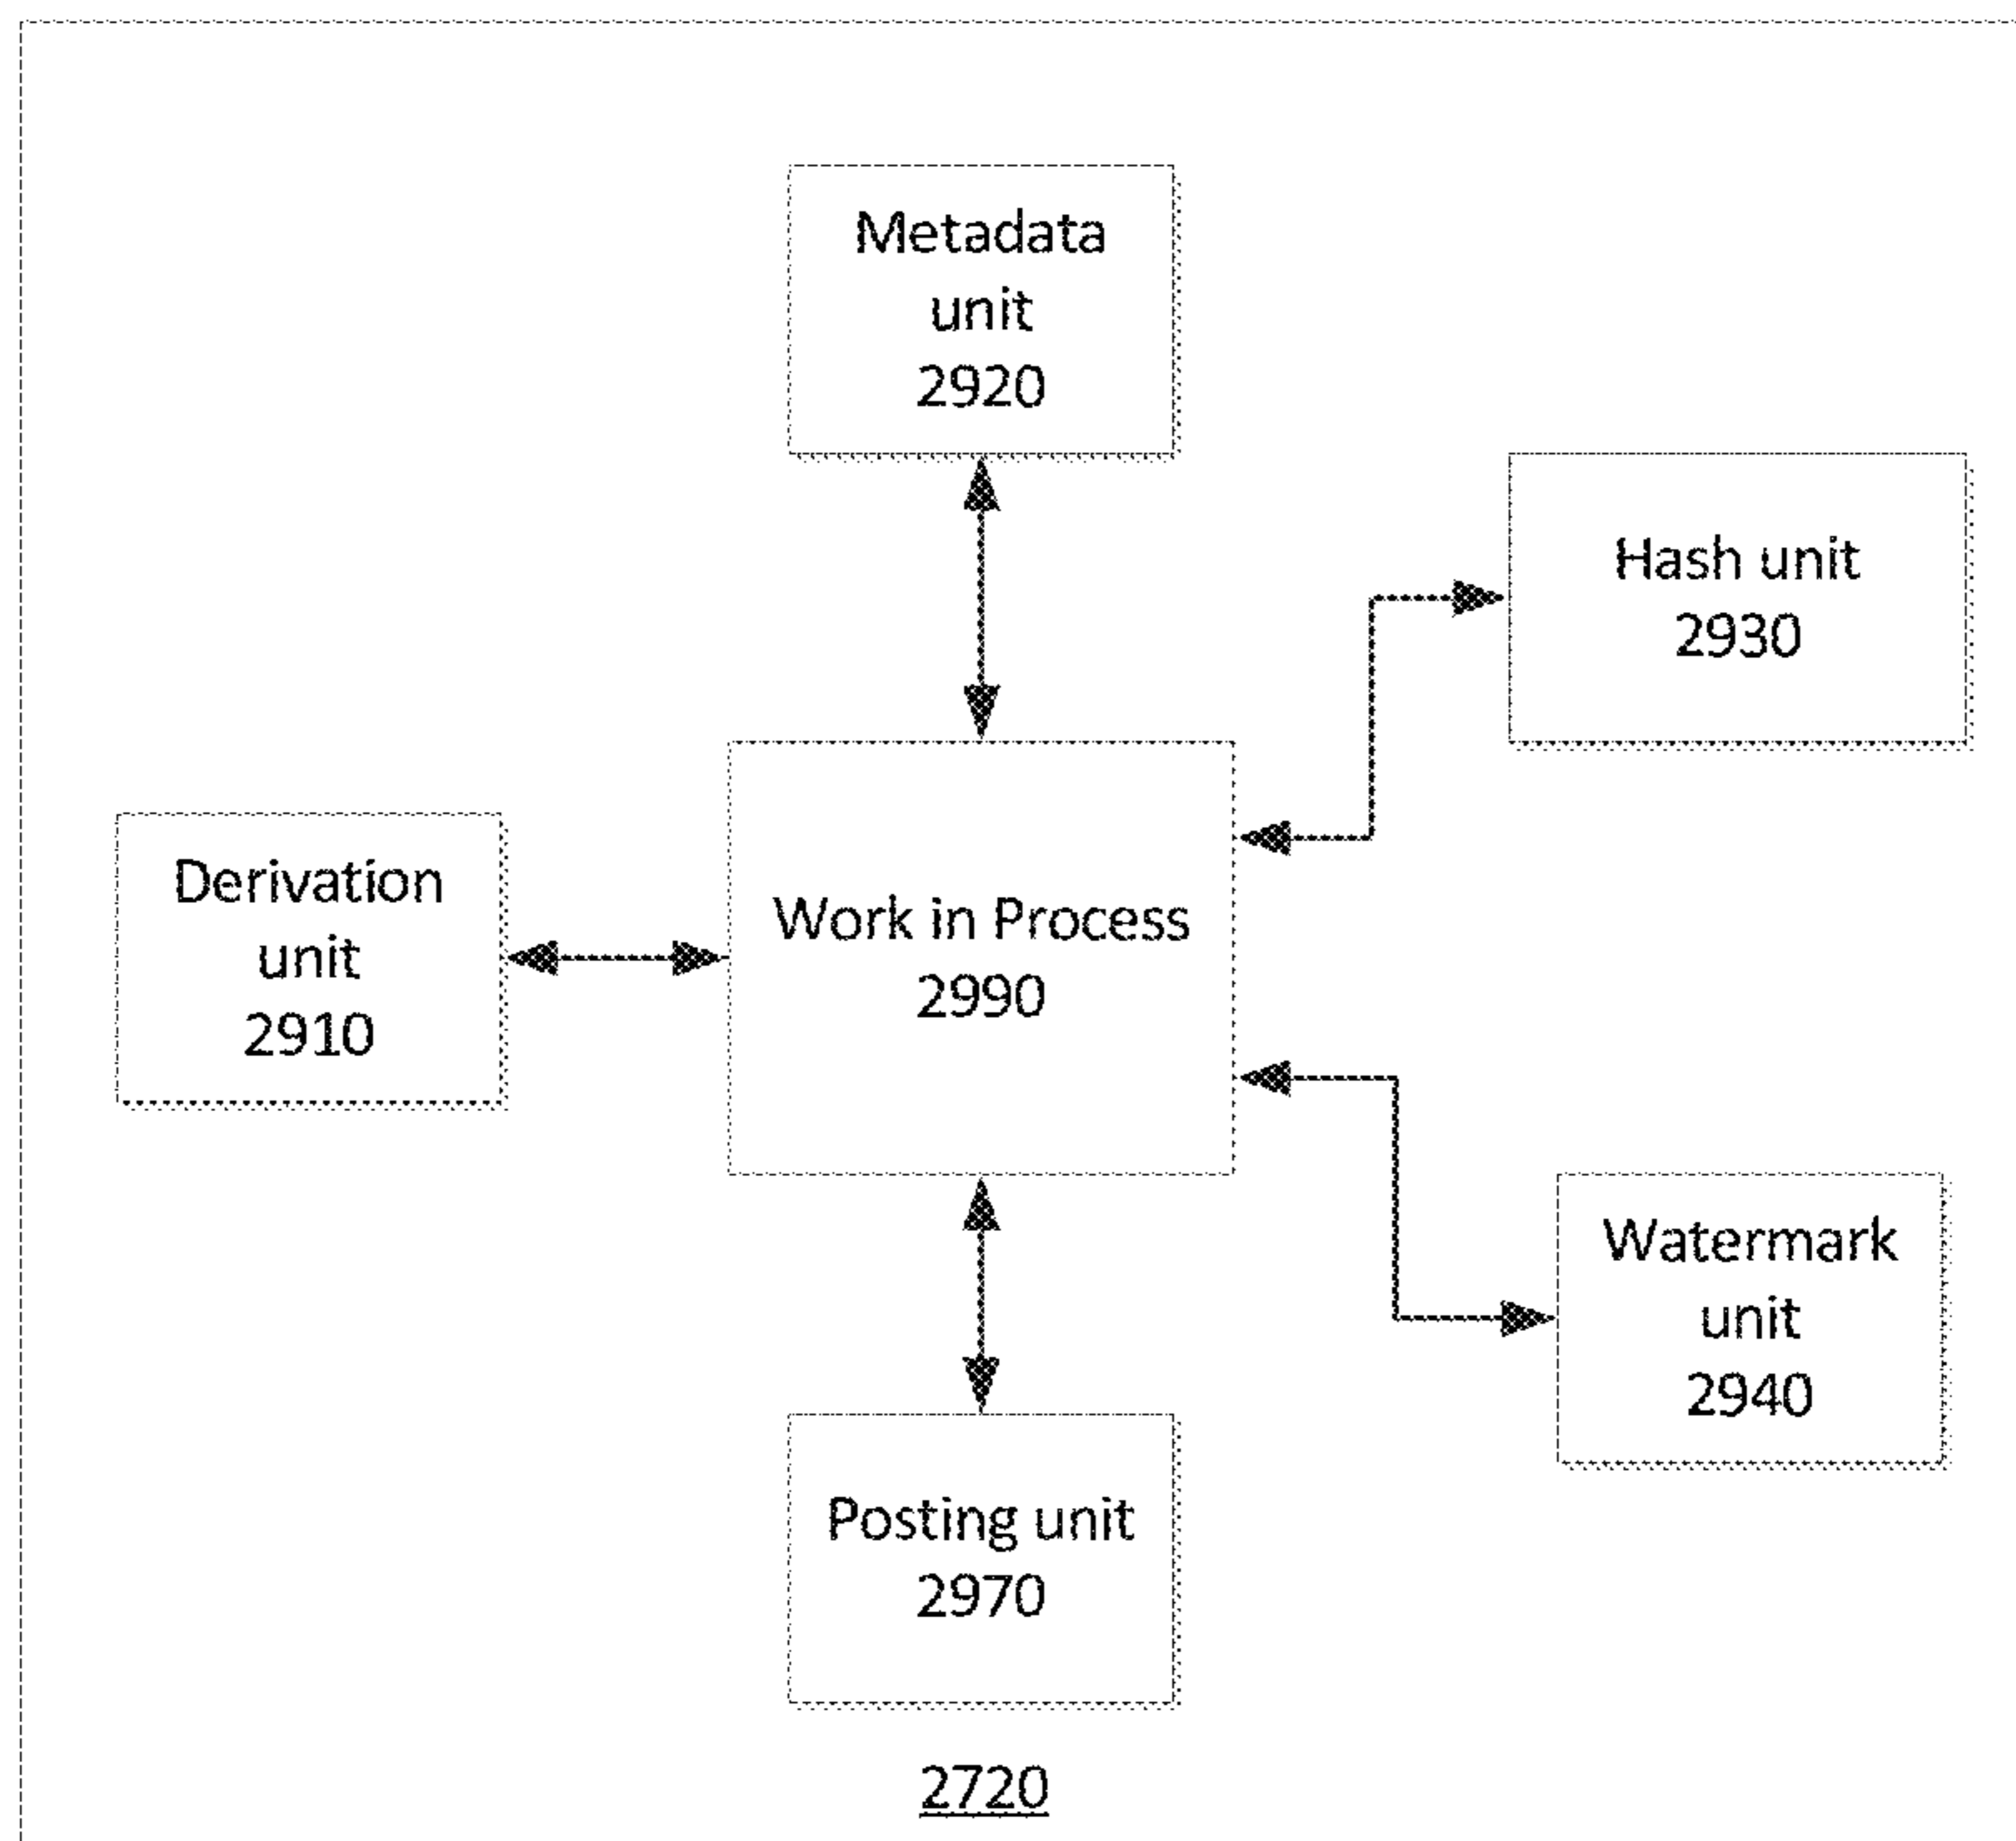 Metadata
unit
2920
Hash unit
2930
Derivation
unit
2910
Work in Process
2990
Watermark
unit
2940
Posting unit
2970
2720